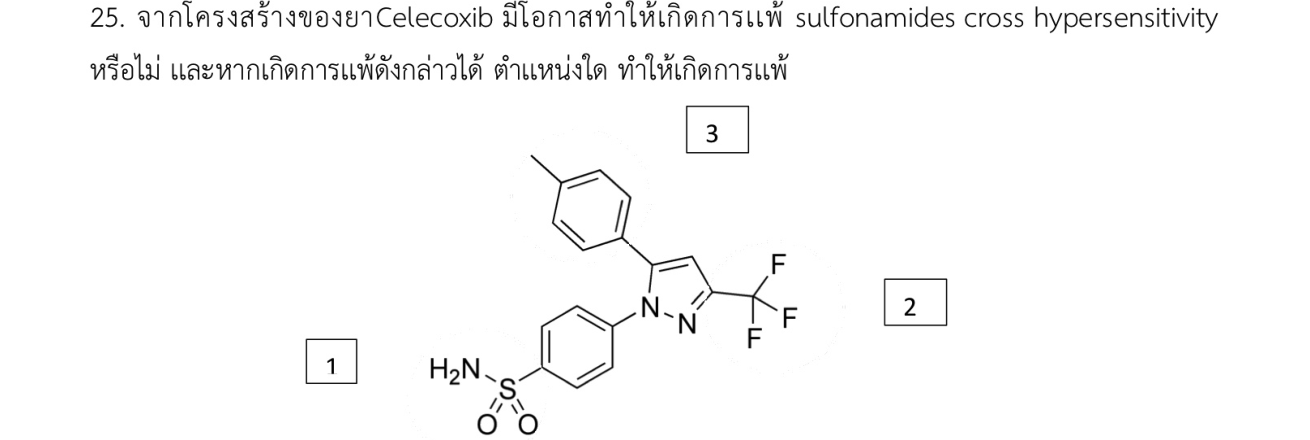 25. จากโครงสร้างของยาCelecoxib มีโอกาสทำให้เกิดการแพ้ sulfonamides cross hypersensitivity
หรือไม่ และหากเกิดการแพ้ดังกล่าวได้ ตำแหน่งใด ทำให้เกิดการแพ้
3
F
F
F
2
N
N
1
H₂N
S
O O